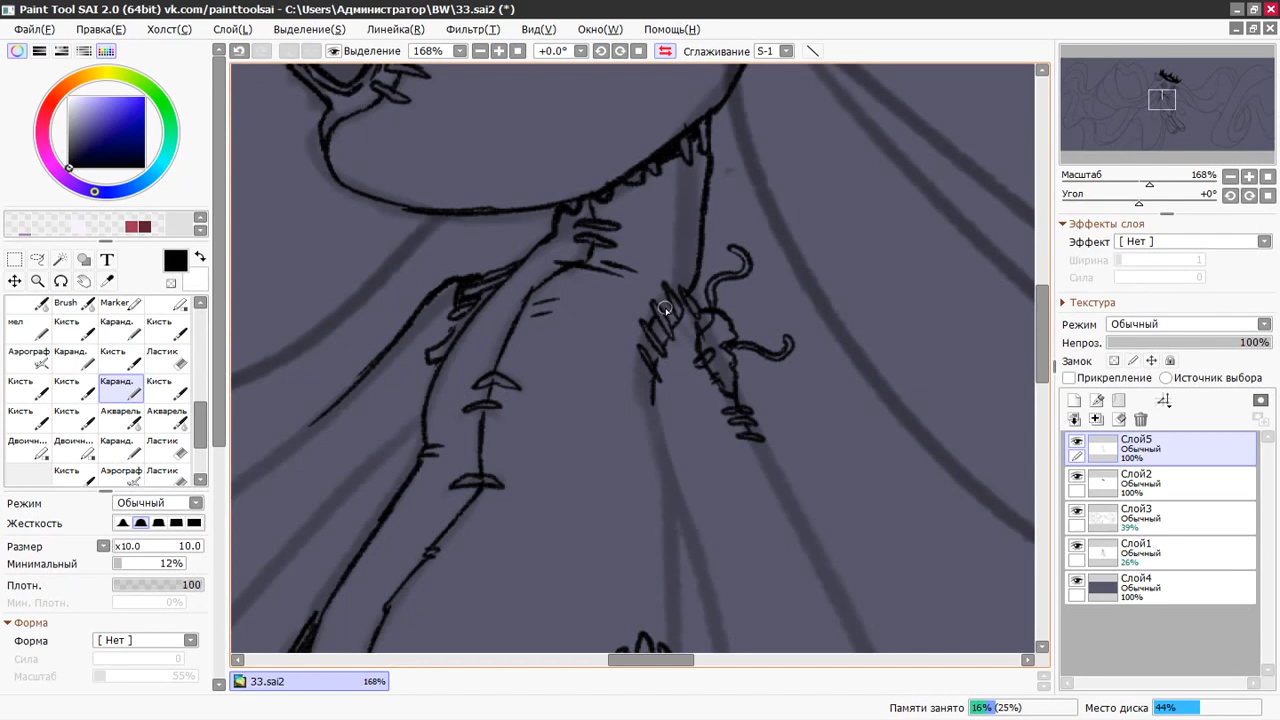 Paint Tool SAI 2.0 (64bit) vk.com/painttoolsai - C:\Users\Администратор\BW\33.sai2 (*)
Файл(F) Правка(E) Холст(C) Слой(L) Выделение(S) Линейка(R) Фильтр(T) Вид(V) Окно(W) Помощь(H)
Выделение 168% +0.0° Сглаживание S-1
Масштаб 168%
Угол +0°
Эффекты слоя
Эффект [ Нет ]
Ширина 1
Сила 0
Текстура
Режим Обычный
Непроз. 100%
Замок
Прикрепление Источник выбора
Brush Marker
мел Кисть Каранд. Кисть
Аэрограф Каранд. Кисть Ластик
Кисть Кисть Каранд. Кисть
Кисть Кисть Акварель Акварель
Двоичн... Двоичн... Каранд. Ластик
Кисть Аэрограф Ластик
Режим Обычный
Жесткость
Размер x10.0 10.0
Минимальный 12%
Плотн. 100
Мин. Плотн. 0%
Форма
Форма [ Нет ]
Сила 0
Масштаб 55%
Слой5
Обычный
100%
Слой2
Обычный
100%
Слой3
Обычный
39%
Слой1
Обычный
26%
Слой4
Обычный
100%
33.sai2 168%
Памяти занято 16% (25%) Место диска 44%